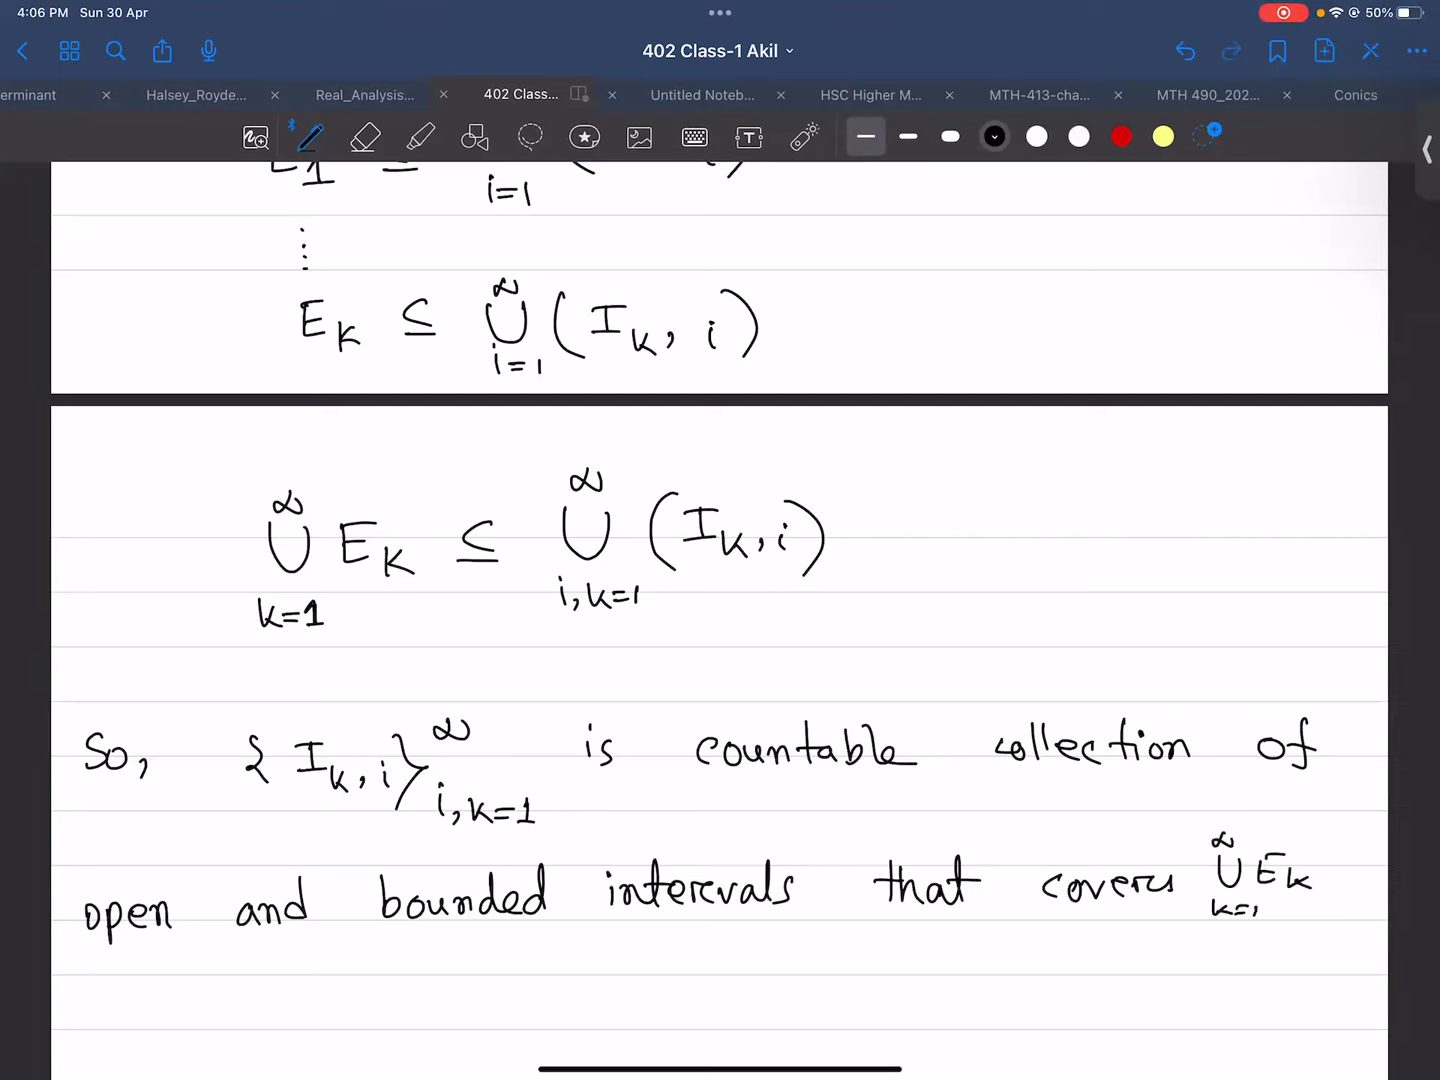 4:06 PM Sun 30 Apr
50%
402 Class-1 Akil
erminant
Halsey_Royde...
Real_Analysis...
402 Class...
Untitled Noteb...
HSC Higher M...
MTH-413-cha...
MTH 490_202...
Conics
i=1
⋮
E_k ⊆ ⋃_{i=1}^{∞} (I_k, i)
⋃_{k=1}^{∞} E_k ⊆ ⋃_{i,k=1}^{∞} (I_{k,i})
So, {I_{k,i}}_{i,k=1}^{∞} is countable collection of
open and bounded intervals that covers ⋃_{k=1}^{∞} E_k